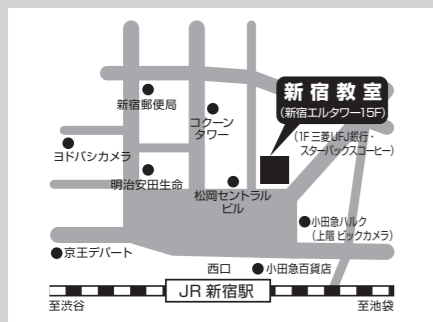 新宿教室
(新宿エルタワー15F)
(1F 三菱UFJ銀行・
スターバックスコーヒー)
新宿郵便局
コクーン
タワー
ヨドバシカメラ
明治安田生命
松岡セントラル
ビル
小田急ハルク
(上階 ビックカメラ)
京王デパート
西口
小田急百貨店
JR 新宿駅
至渋谷
至池袋